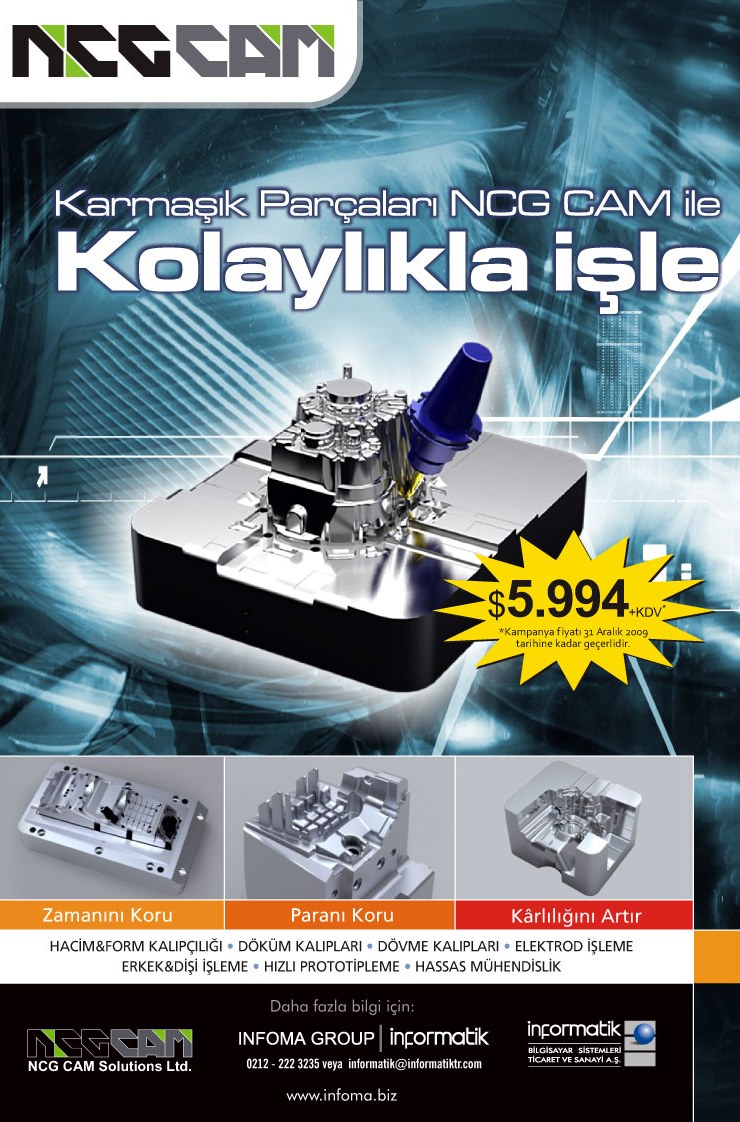 NCG CAM
Karmaşık Parçaları NCG CAM ile
Kolaylıkla işle
$5.994+KDV*
*Kampanya fiyatı 31 Aralık 2009
tarihine kadar geçerlidir.
Zamanını Koru
Paranı Koru
Kârlılığını Artır
HACİM&FORM KALIPÇILIĞI • DÖKÜM KALIPLARI • DÖVME KALIPLARI • ELEKTROD İŞLEME
ERKEK&DİŞİ İŞLEME • HIZLI PROTOTİPLEME • HASSAS MÜHENDİSLİK
Daha fazla bilgi için:
NCG CAM
NCG CAM Solutions Ltd.
INFOMA GROUP | informatik
0212 - 222 3235 veya informatik@informatiktr.com
www.infoma.biz
informatik
BİLGİSAYAR SİSTEMLERİ
TİCARET VE SANAYİ A.Ş.